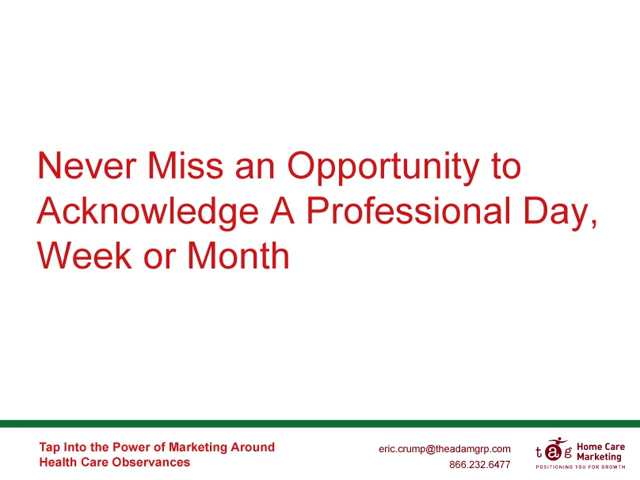 Never Miss an Opportunity to
Acknowledge A Professional Day,
Week or Month
Tap Into the Power of Marketing Around
Health Care Observances
eric.crump@theadamgrp.com
866.232.6477
tag
Home Care
Marketing
POSITIONING YOU FOR GROWTH